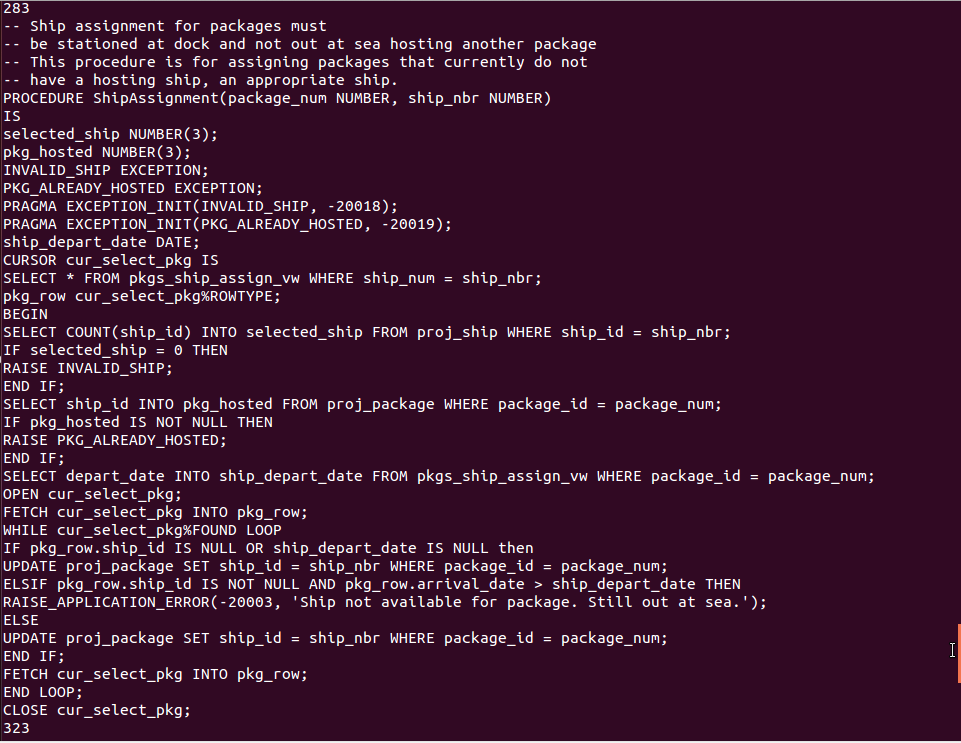 283
-- Ship assignment for packages must
-- be stationed at dock and not out at sea hosting another package
-- This procedure is for assigning packages that currently do not
-- have a hosting ship, an appropriate ship.
PROCEDURE ShipAssignment(package_num NUMBER, ship_nbr NUMBER)
IS
selected_ship NUMBER(3);
pkg_hosted NUMBER(3);
INVALID_SHIP EXCEPTION;
PKG_ALREADY_HOSTED EXCEPTION;
PRAGMA EXCEPTION_INIT(INVALID_SHIP, -20018);
PRAGMA EXCEPTION_INIT(PKG_ALREADY_HOSTED, -20019);
ship_depart_date DATE;
CURSOR cur_select_pkg IS
SELECT * FROM pkgs_ship_assign_vw WHERE ship_num = ship_nbr;
pkg_row cur_select_pkg%ROWTYPE;
BEGIN
SELECT COUNT(ship_id) INTO selected_ship FROM proj_ship WHERE ship_id = ship_nbr;
IF selected_ship = 0 THEN
RAISE INVALID_SHIP;
END IF;
SELECT ship_id INTO pkg_hosted FROM proj_package WHERE package_id = package_num;
IF pkg_hosted IS NOT NULL THEN
RAISE PKG_ALREADY_HOSTED;
END IF;
SELECT depart_date INTO ship_depart_date FROM pkgs_ship_assign_vw WHERE package_id = package_num;
OPEN cur_select_pkg;
FETCH cur_select_pkg INTO pkg_row;
WHILE cur_select_pkg%FOUND LOOP
IF pkg_row.ship_id IS NULL OR ship_depart_date IS NULL then
UPDATE proj_package SET ship_id = ship_nbr WHERE package_id = package_num;
ELSIF pkg_row.ship_id IS NOT NULL AND pkg_row.arrival_date > ship_depart_date THEN
RAISE_APPLICATION_ERROR(-20003, 'Ship not available for package. Still out at sea.');
ELSE
UPDATE proj_package SET ship_id = ship_nbr WHERE package_id = package_num;
END IF;
FETCH cur_select_pkg INTO pkg_row;
END LOOP;
CLOSE cur_select_pkg;
323